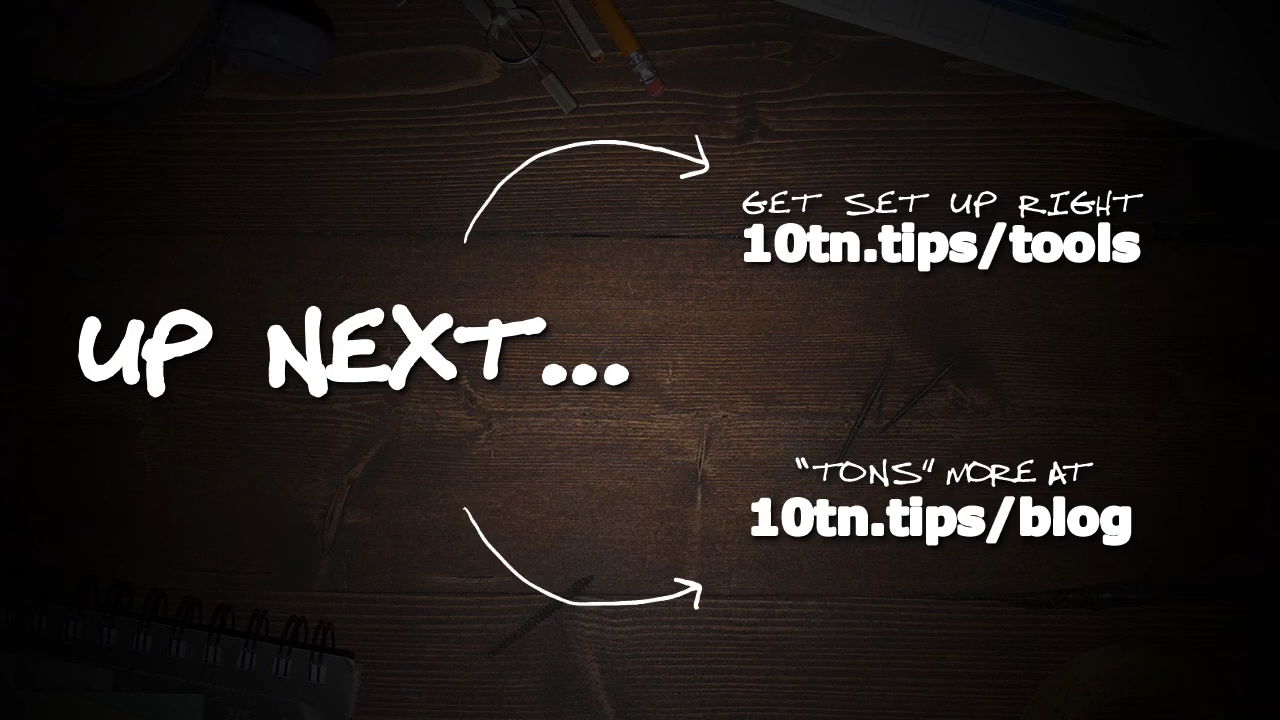 GET SET UP RIGHT
10tn.tips/tools
UP NEXT...
"TONS" MORE AT
10tn.tips/blog